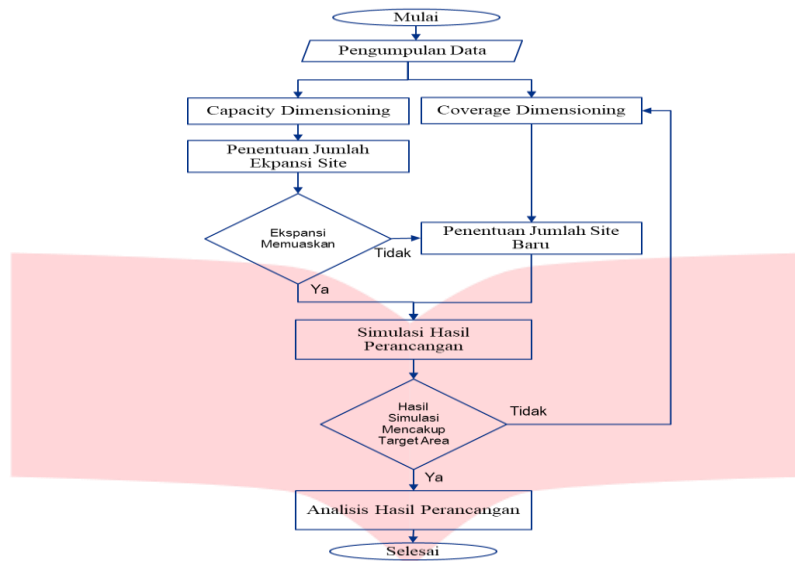 Mulai
Pengumpulan Data
Capacity Dimensioning
Coverage Dimensioning
Penentuan Jumlah
Ekpansi Site
Ekspansi
Memuaskan
Tidak
Penentuan Jumlah Site
Baru
Ya
Simulasi Hasil
Perancangan
Hasil
Simulasi
Mencakup
Target Area
Tidak
Ya
Analisis Hasil Perancangan
Selesai